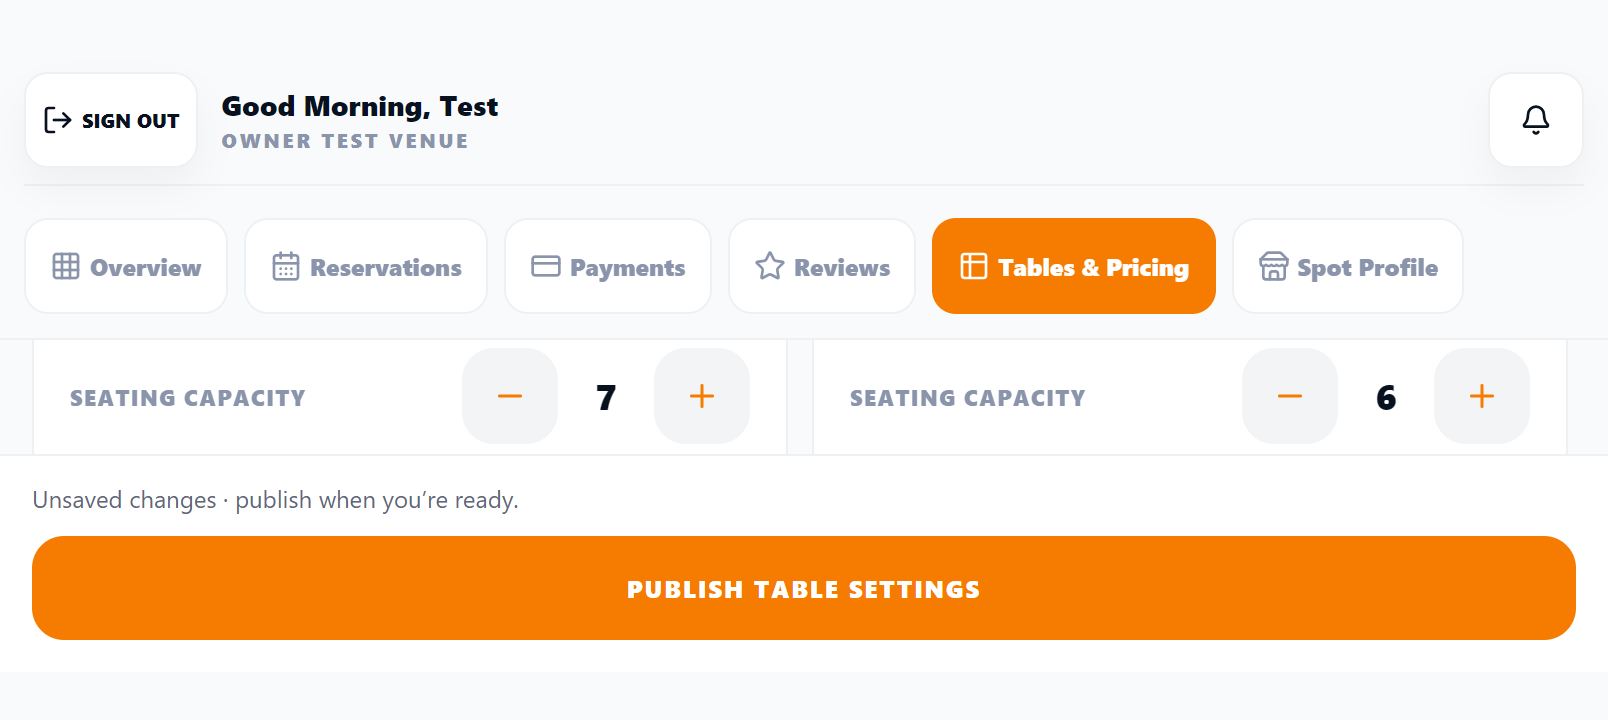 SIGN OUT
Good Morning, Test
OWNER TEST VENUE
Overview
Reservations
Payments
Reviews
Tables & Pricing
Spot Profile
SEATING CAPACITY
7
SEATING CAPACITY
6
Unsaved changes · publish when you’re ready.
PUBLISH TABLE SETTINGS